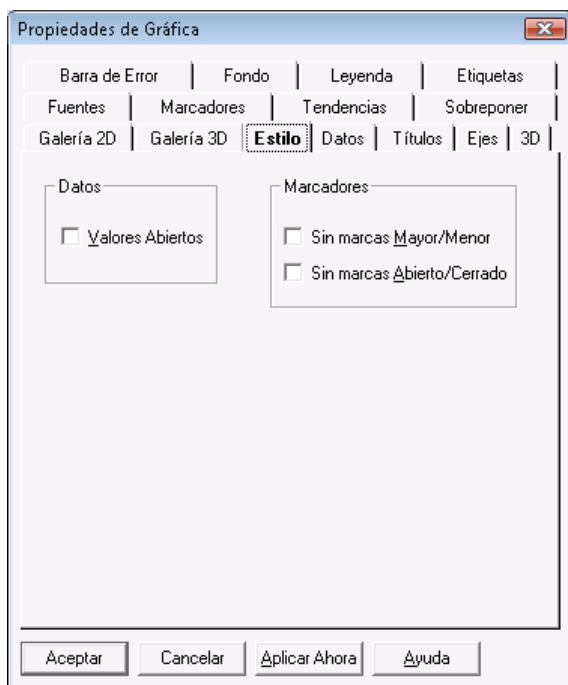 Propiedades de Gráfica
Barra de Error Fondo Leyenda Etiquetas
Fuentes Marcadores Tendencias Sobreponer
Galería 2D Galería 3D Estilo Datos Títulos Ejes 3D
Datos
Valores Abiertos
Marcadores
Sin marcas Mayor/Menor
Sin marcas Abierto/Cerrado
Aceptar Cancelar Aplicar Ahora Ayuda